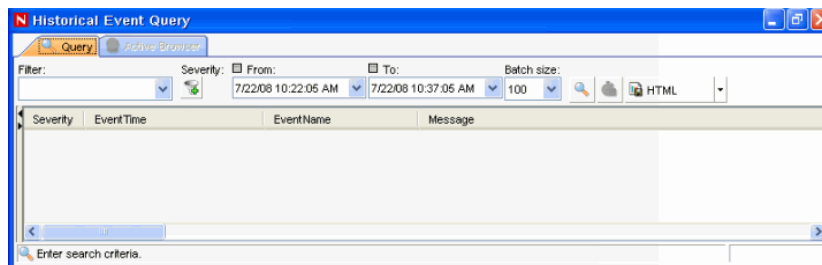 N Historical Event Query
Query Active Browser
Filter: Severity: From: To: Batch size:
7/22/08 10:22:05 AM 7/22/08 10:37:05 AM 100 HTML
Severity EventTime EventName Message
Enter search criteria.